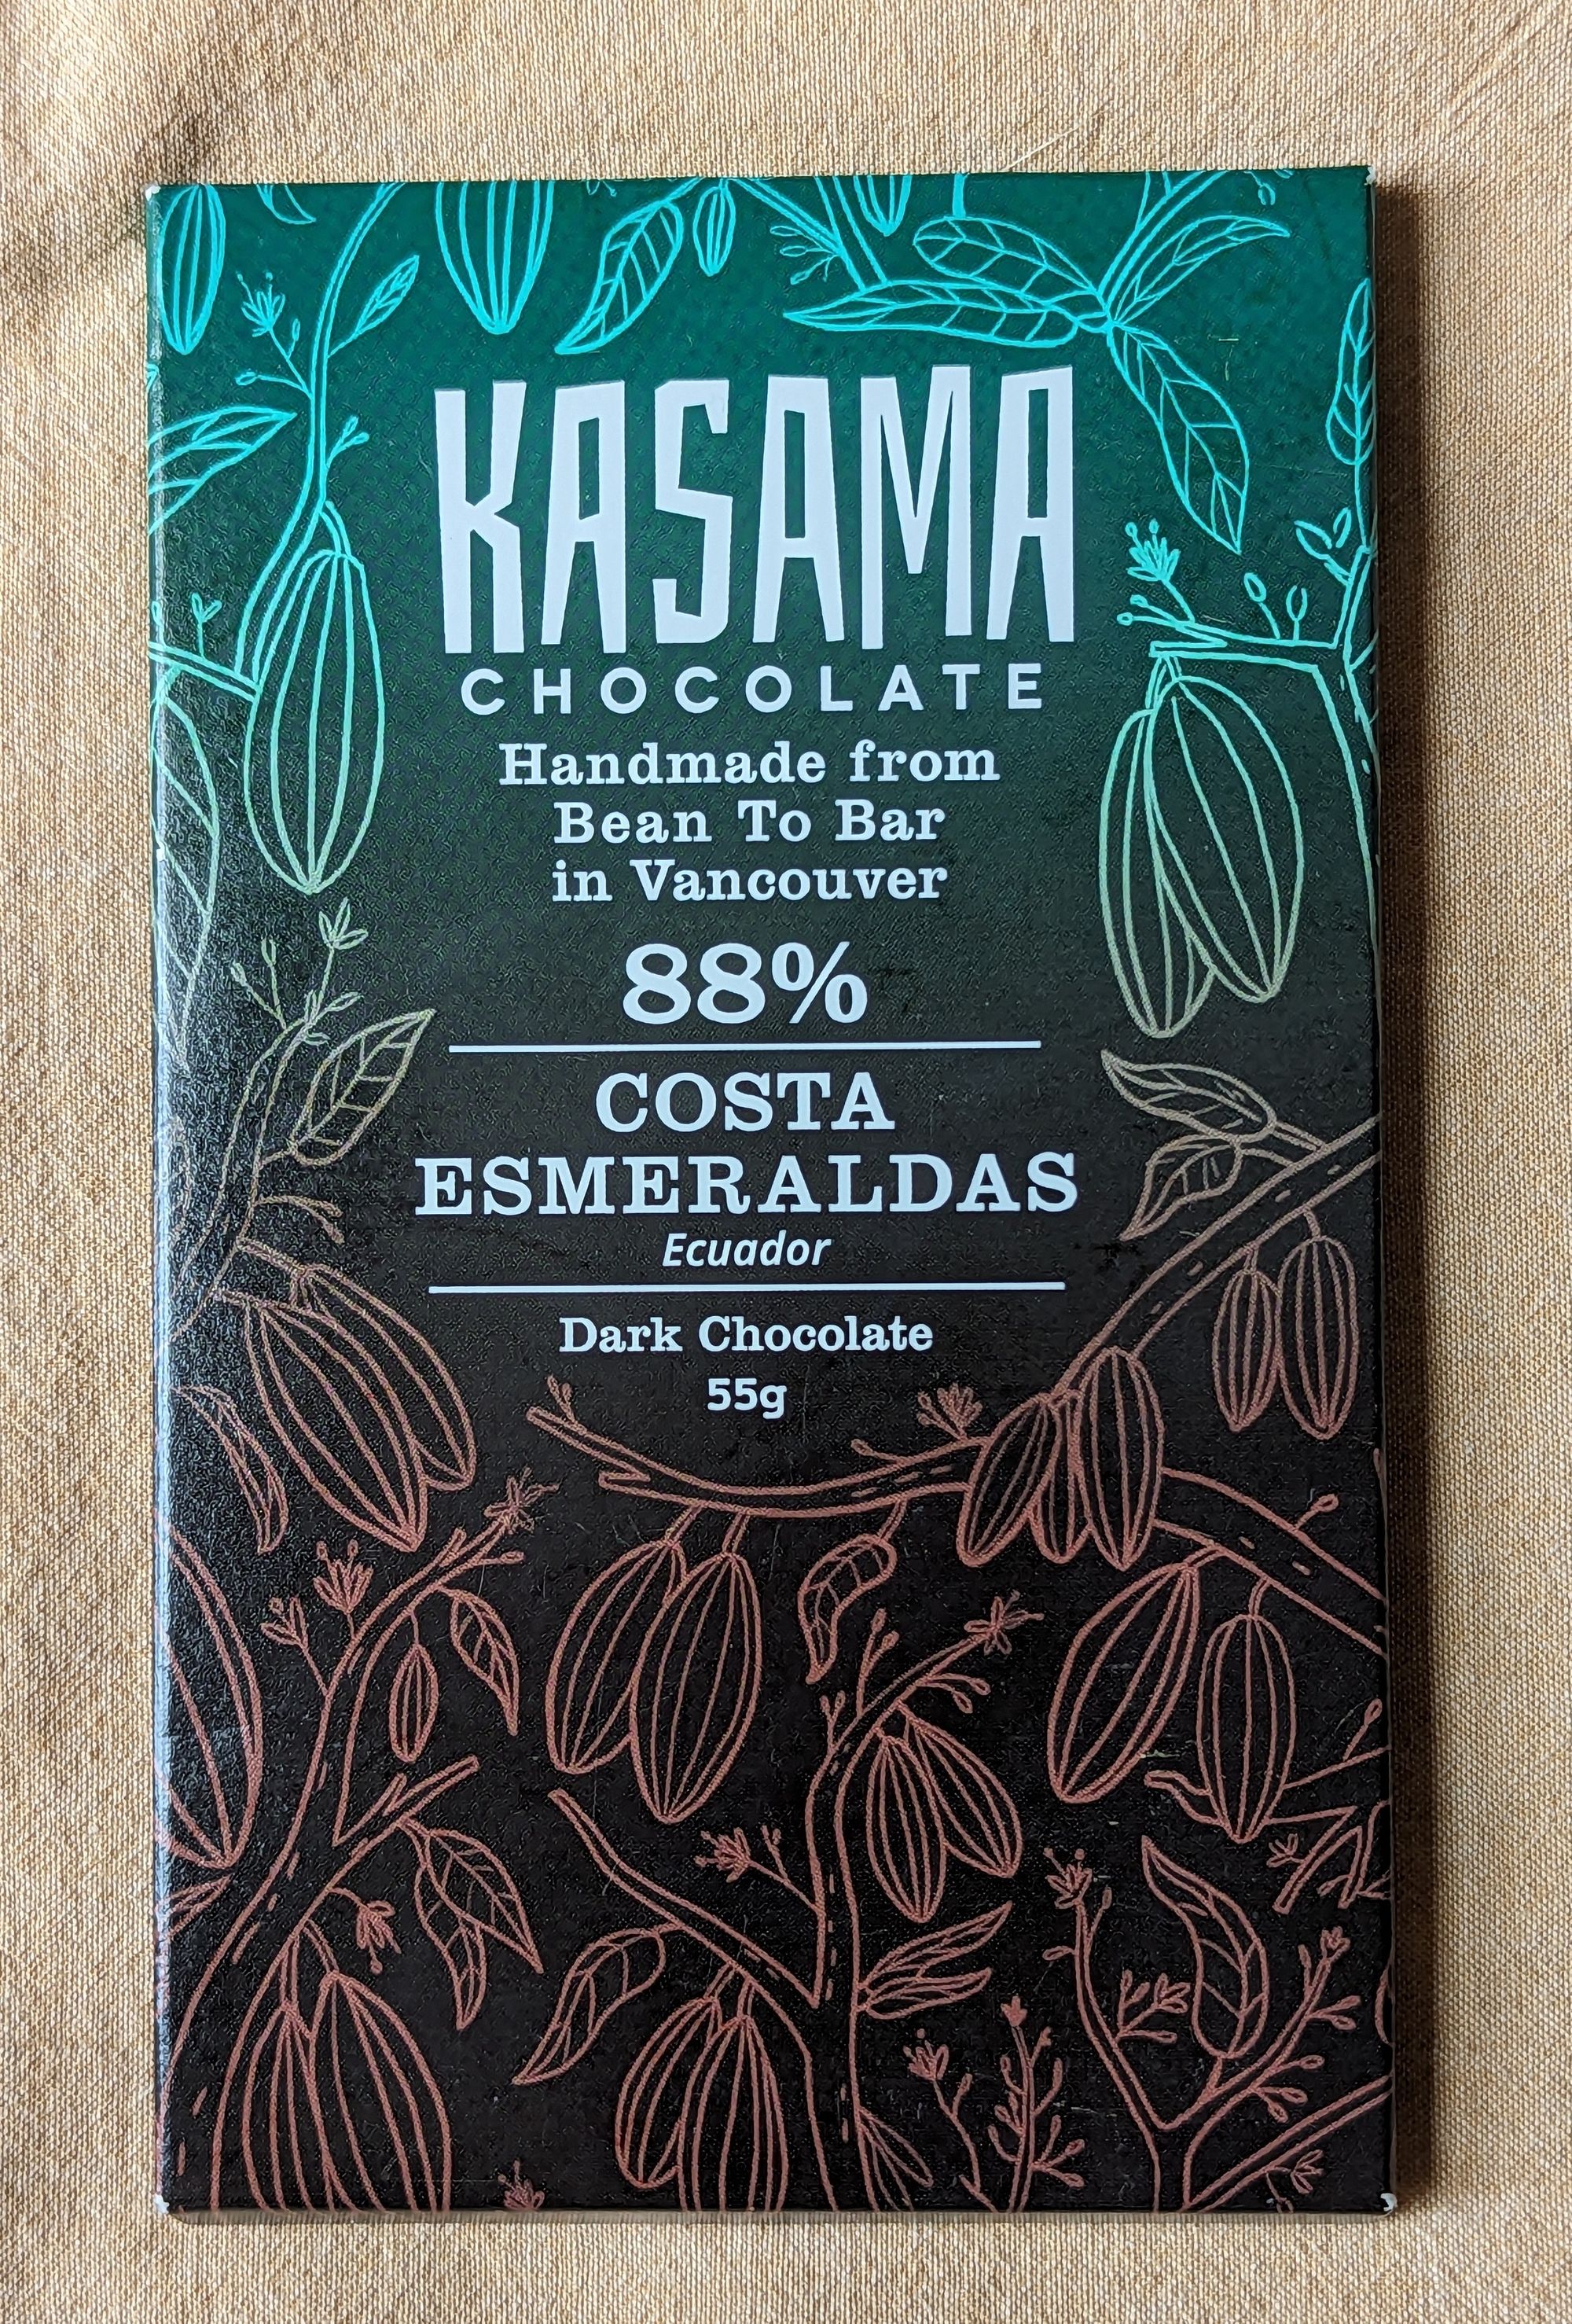 KASAMA
CHOCOLATE
Handmade from
Bean To Bar
in Vancouver
88%
COSTA
ESMERALDAS
Ecuador
Dark Chocolate
55g